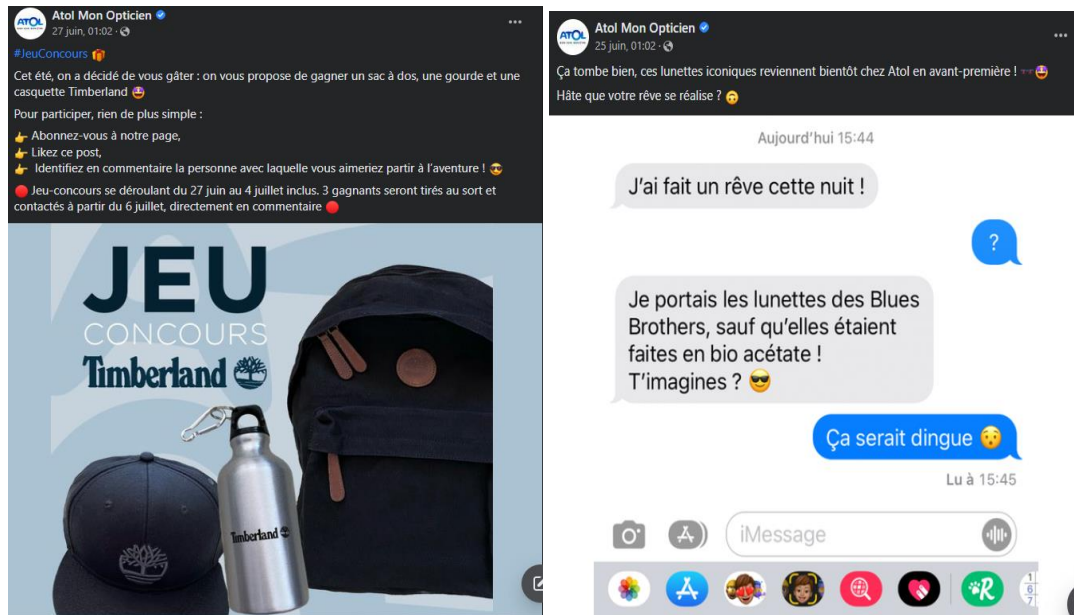 ATOL
Atol Mon Opticien
27 juin, 01:02
#JeuConcours 🎁
Cet été, on a décidé de vous gâter : on vous propose de gagner un sac à dos, une gourde et une
casquette Timberland 🤩
Pour participer, rien de plus simple :
👉 Abonnez-vous à notre page,
👉 Likez ce post,
👉 Identifiez en commentaire la personne avec laquelle vous aimeriez partir à l'aventure ! 😎
🔴 Jeu-concours se déroulant du 27 juin au 4 juillet inclus. 3 gagnants seront tirés au sort et
contactés à partir du 6 juillet, directement en commentaire 🔴
JEU
CONCOURS
Timberland
Timberland
ATOL
Atol Mon Opticien
25 juin, 01:02
Ça tombe bien, ces lunettes iconiques reviennent bientôt chez Atol en avant-première ! 🕶️🤩
Hâte que votre rêve se réalise ? 🙃
Aujourd'hui 15:44
J'ai fait un rêve cette nuit !
?
Je portais les lunettes des Blues
Brothers, sauf qu'elles étaient
faites en bio acétate !
T'imagines ? 😎
Ça serait dingue 😯
Lu à 15:45
iMessage
R
1
6
7